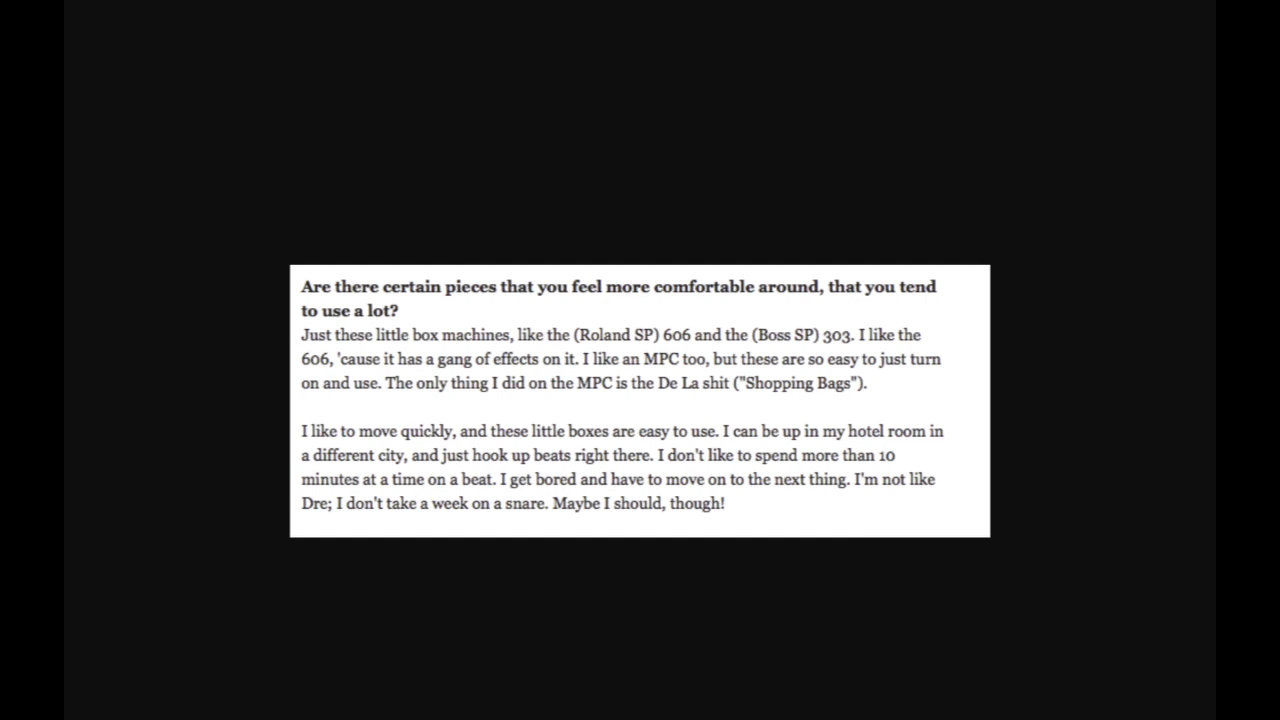 Are there certain pieces that you feel more comfortable around, that you tend
to use a lot?
Just these little box machines, like the (Roland SP) 606 and the (Boss SP) 303. I like the
606, 'cause it has a gang of effects on it. I like an MPC too, but these are so easy to just turn
on and use. The only thing I did on the MPC is the De La shit ("Shopping Bags").
I like to move quickly, and these little boxes are easy to use. I can be up in my hotel room in
a different city, and just hook up beats right there. I don't like to spend more than 10
minutes at a time on a beat. I get bored and have to move on to the next thing. I'm not like
Dre; I don't take a week on a snare. Maybe I should, though!